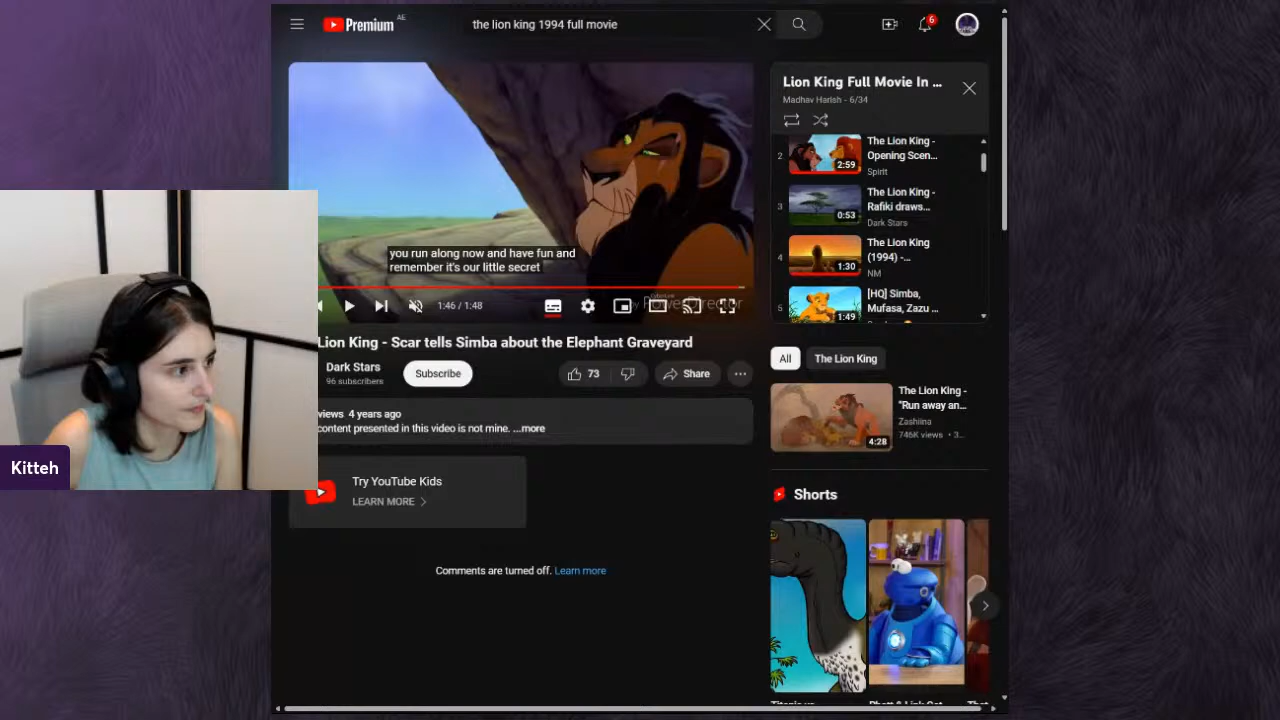 Premium AE
the lion king 1994 full movie
6
you run along now and have fun and
remember it's our little secret
1:46 / 1:48
PowerDirector
Lion King - Scar tells Simba about the Elephant Graveyard
Dark Stars
96 subscribers
Subscribe
73
Share
views 4 years ago
content presented in this video is not mine. ...more
Try YouTube Kids
LEARN MORE
Comments are turned off. Learn more
Kitteh
Lion King Full Movie In ...
Madhav Harish - 6/34
2
2:59
The Lion King -
Opening Scen...
Spirit
3
0:53
The Lion King -
Rafiki draws...
Dark Stars
4
1:30
The Lion King
(1994) -...
NM
5
1:49
[HQ] Simba,
Mufasa, Zazu ...
All
The Lion King
4:28
The Lion King -
"Run away an...
Zashiina
746K views • 3...
Shorts